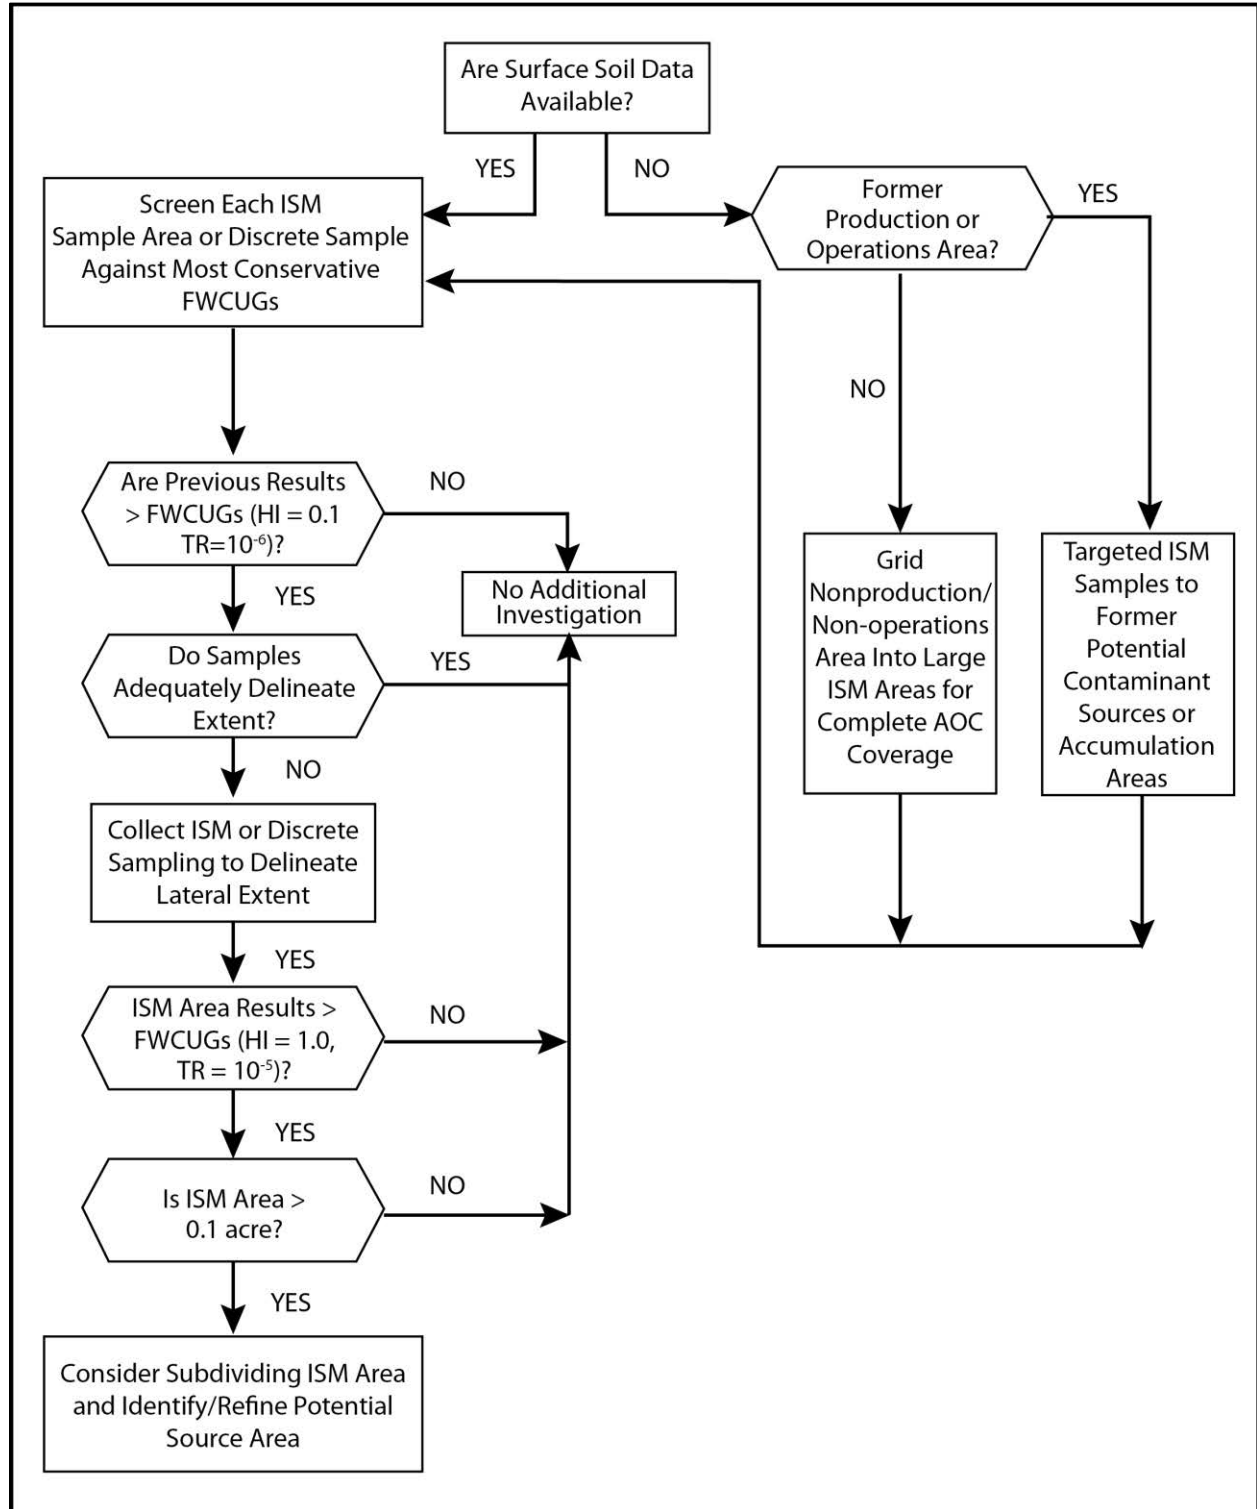 Are Surface Soil Data
Available?
YES
NO
Screen Each ISM
Sample Area or Discrete Sample
Against Most Conservative
FWCUGs
Former
Production or
Operations Area?
YES
NO
Are Previous Results
> FWCUGs (HI = 0.1
TR=10⁻⁶)?
NO
YES
No Additional
Investigation
Grid
Nonproduction/
Non-operations
Area Into Large
ISM Areas for
Complete AOC
Coverage
Targeted ISM
Samples to
Former
Potential
Contaminant
Sources or
Accumulation
Areas
Do Samples
Adequately Delineate
Extent?
YES
NO
Collect ISM or Discrete
Sampling to Delineate
Lateral Extent
YES
ISM Area Results >
FWCUGs (HI = 1.0,
TR = 10⁻⁵)?
NO
YES
Is ISM Area >
0.1 acre?
NO
YES
Consider Subdividing ISM Area
and Identify/Refine Potential
Source Area